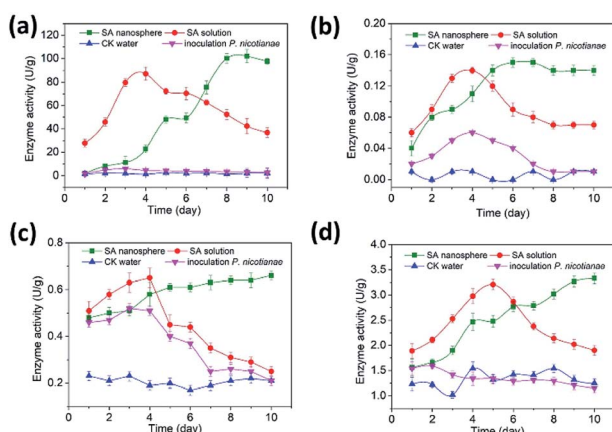 (a)
SA nanosphere SA solution
CK water inoculation P. nicotianae
Enzyme activity (U/g)
120
100
80
60
40
20
0
0 2 4 6 8 10
Time (day)
(b)
SA nanosphere SA solution
CK water inoculation P. nicotianae
Enzyme activity (U/g)
0.20
0.16
0.12
0.08
0.04
0.00
0 2 4 6 8 10
Time (day)
(c)
SA nanosphere SA solution
CK water inoculation P. nicotianae
Enzyme activity (U/g)
0.8
0.6
0.4
0.2
0 2 4 6 8 10
Time (day)
(d)
SA nanosphere SA solution
CK water inoculation P. nicotianae
Enzyme activity (U/g)
4.0
3.5
3.0
2.5
2.0
1.5
1.0
0 2 4 6 8 10
Time (day)